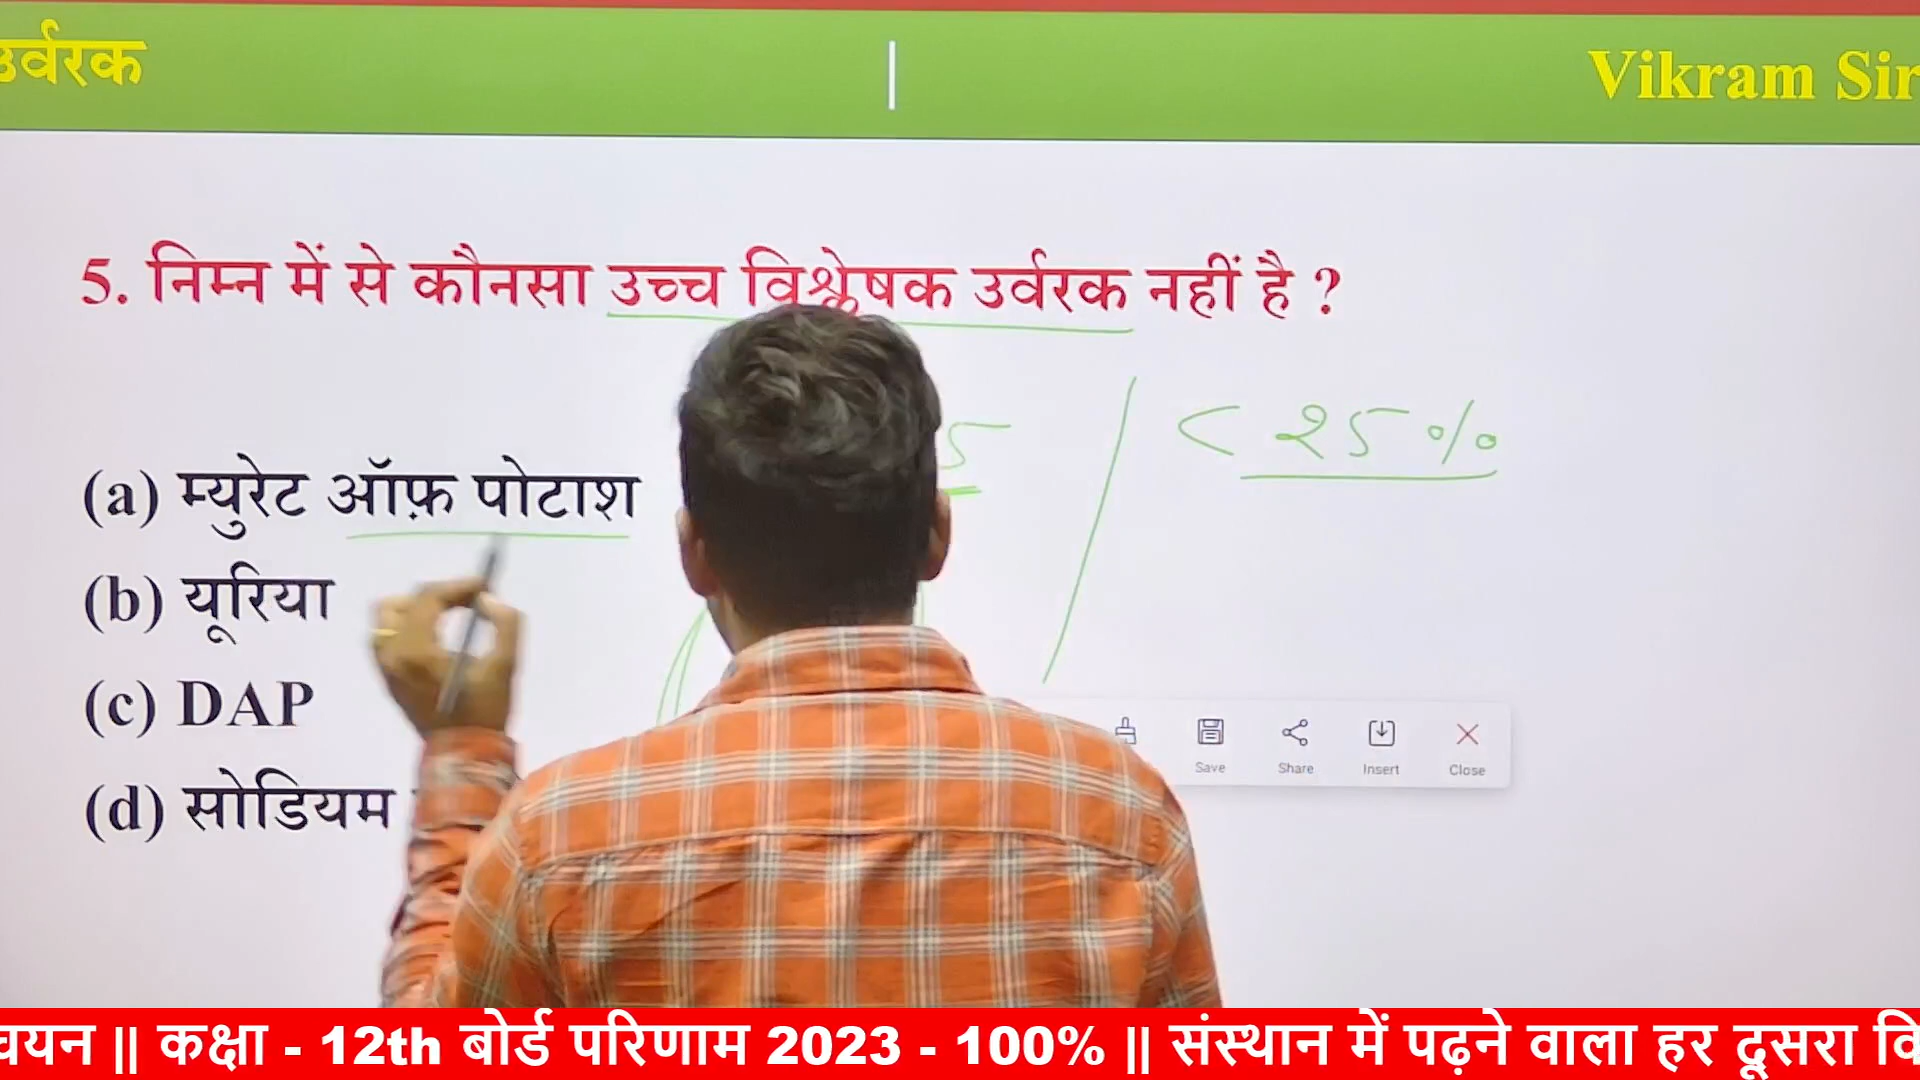 उर्वरक | Vikram Sir
5. निम्न में से कौनसा उच्च विश्लेषक उर्वरक नहीं है ?
5 / < 25 %
(a) म्युरेट ऑफ़ पोटाश
(b) यूरिया
(c) DAP
Save Share Insert Close
(d) सोडियम
|| कक्षा - 12th बोर्ड परिणाम 2023 - 100% || संस्थान में पढ़ने वाला हर दूसरा